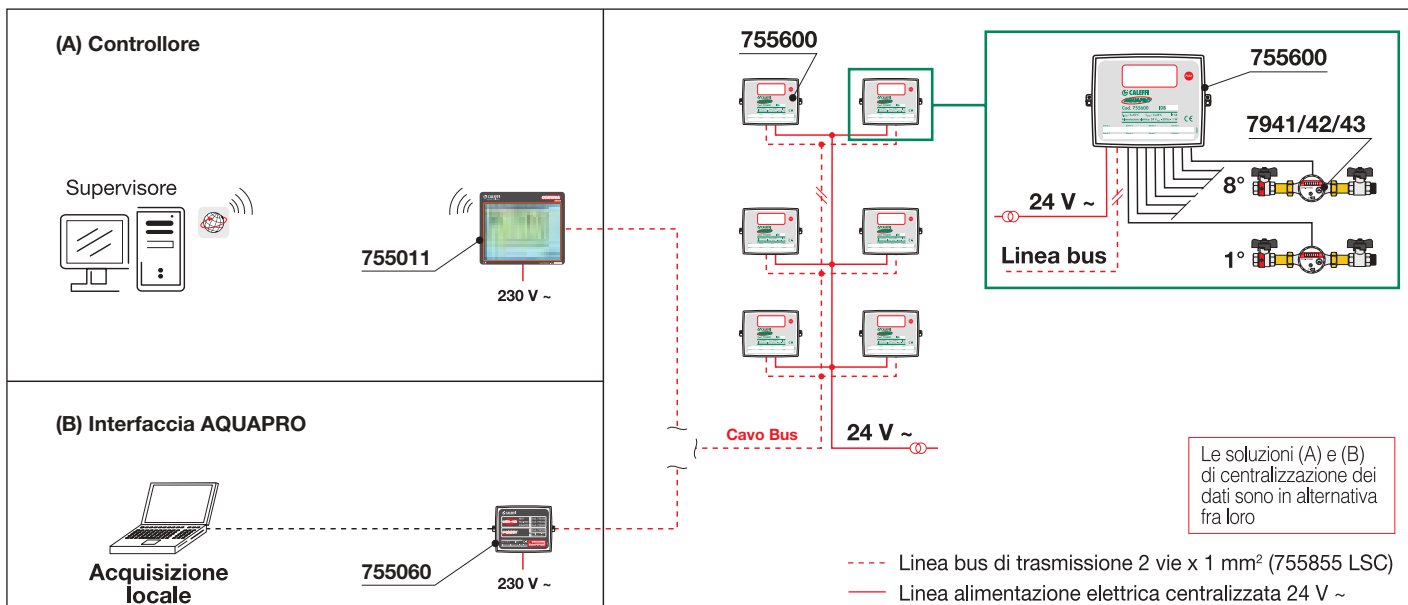 (A) Controllore
Supervisore
755011
230 V ~
(B) Interfaccia AQUAPRO
Acquisizione
locale
755060
230 V ~
755600
Cavo Bus
24 V ~
755600
CALEFFI
AQUAPRO
Cod. 755600
7941/42/43
8°
24 V ~
Linea bus
1°
Le soluzioni (A) e (B)
di centralizzazione dei
dati sono in alternativa
fra loro
Linea bus di trasmissione 2 vie x 1 mm² (755855 LSC)
Linea alimentazione elettrica centralizzata 24 V ~